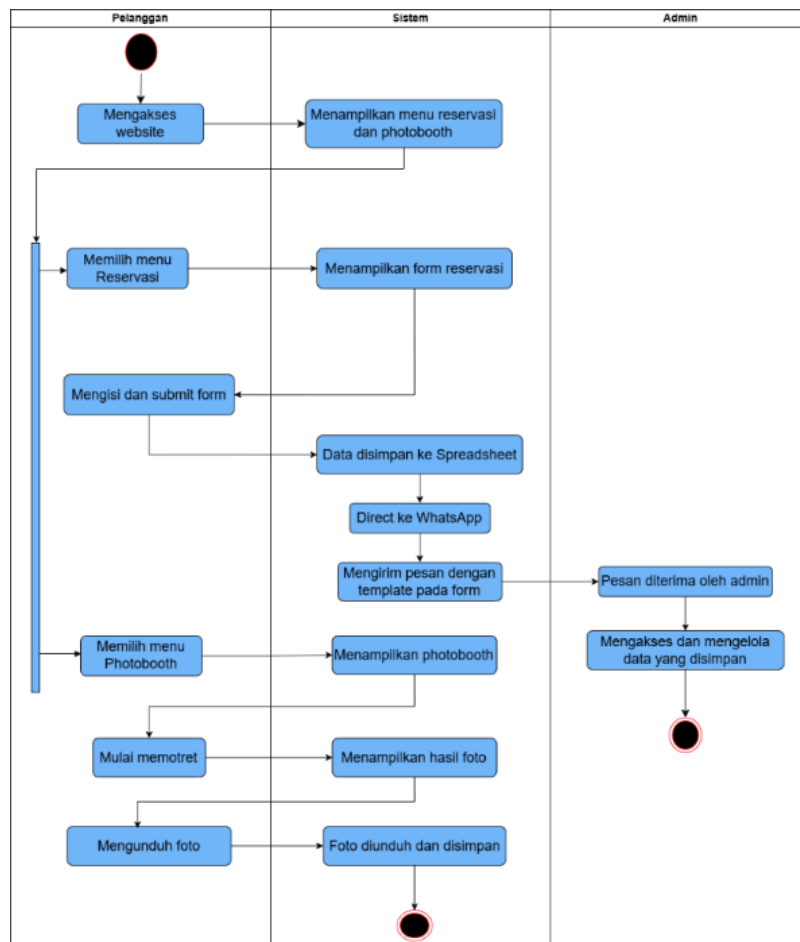 Pelanggan
Sistem
Admin
Mengakses
website
Menampilkan menu reservasi
dan photobooth
Memilih menu
Reservasi
Menampilkan form reservasi
Mengisi dan submit form
Data disimpan ke Spreadsheet
Direct ke WhatsApp
Mengirim pesan dengan
template pada form
Pesan diterima oleh admin
Mengakses dan mengelola
data yang disimpan
Memilih menu
Photobooth
Menampilkan photobooth
Mulai memotret
Menampilkan hasil foto
Mengunduh foto
Foto diunduh dan disimpan